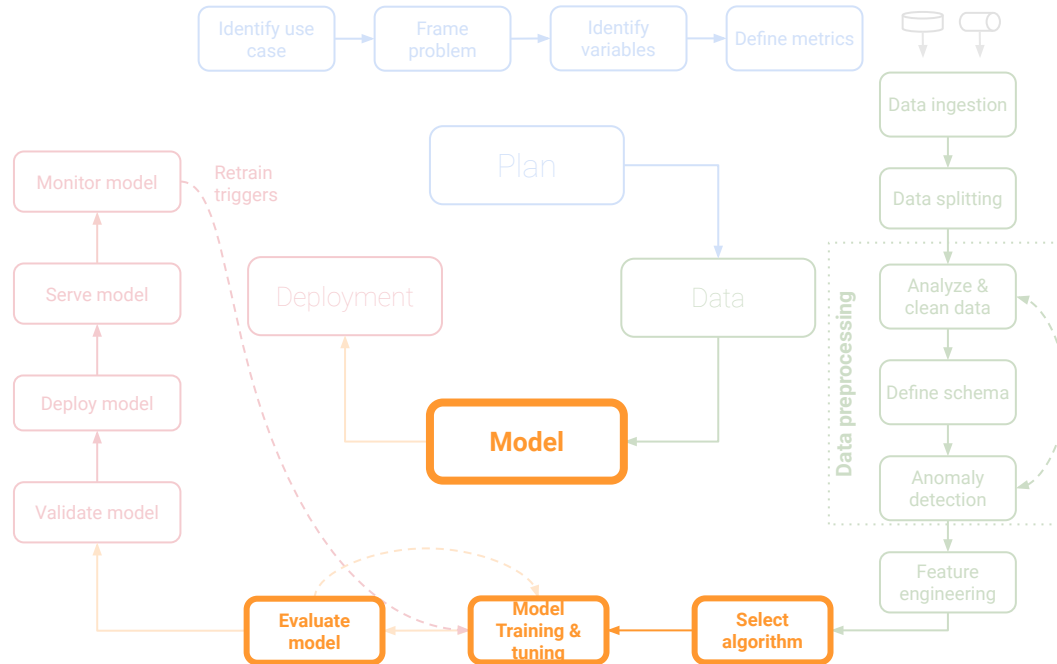 Identify use
case
Frame
problem
Identify
variables
Define metrics
Data ingestion
Data splitting
Data preprocessing
Analyze &
clean data
Define schema
Anomaly
detection
Feature
engineering
Plan
Data
Model
Deployment
Select
algorithm
Model
Training &
tuning
Evaluate
model
Validate model
Deploy model
Serve model
Monitor model
Retrain
triggers